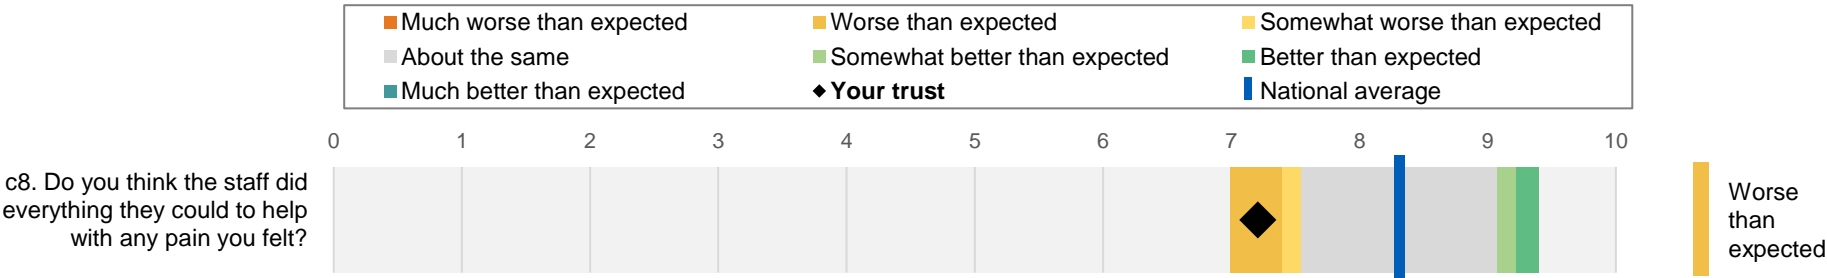 Much worse than expected
Worse than expected
Somewhat worse than expected
About the same
Somewhat better than expected
Better than expected
Much better than expected
Your trust
National average
0 1 2 3 4 5 6 7 8 9 10
c8. Do you think the staff did
everything they could to help
with any pain you felt?
Worse
than
expected